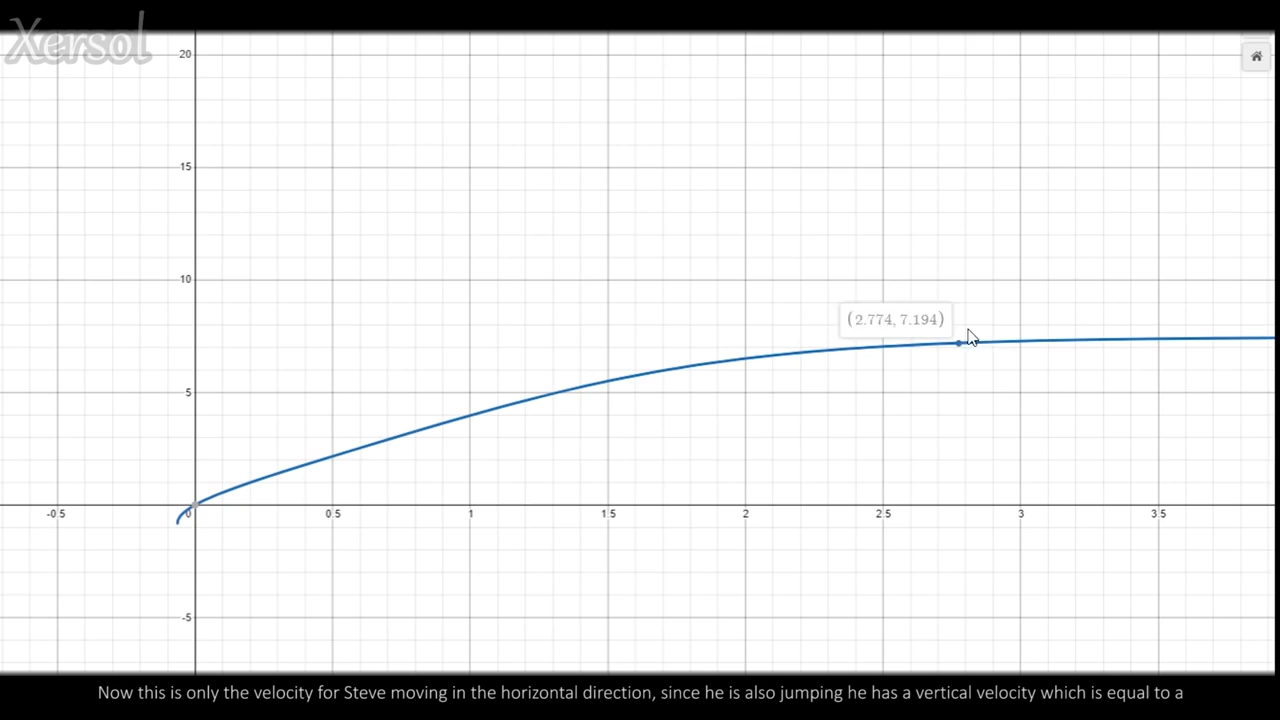 Xersol
20
15
10
(2.774, 7.194)
5
-0.5 0 0.5 1 1.5 2 2.5 3 3.5
-5
Now this is only the velocity for Steve moving in the horizontal direction, since he is also jumping he has a vertical velocity which is equal to a